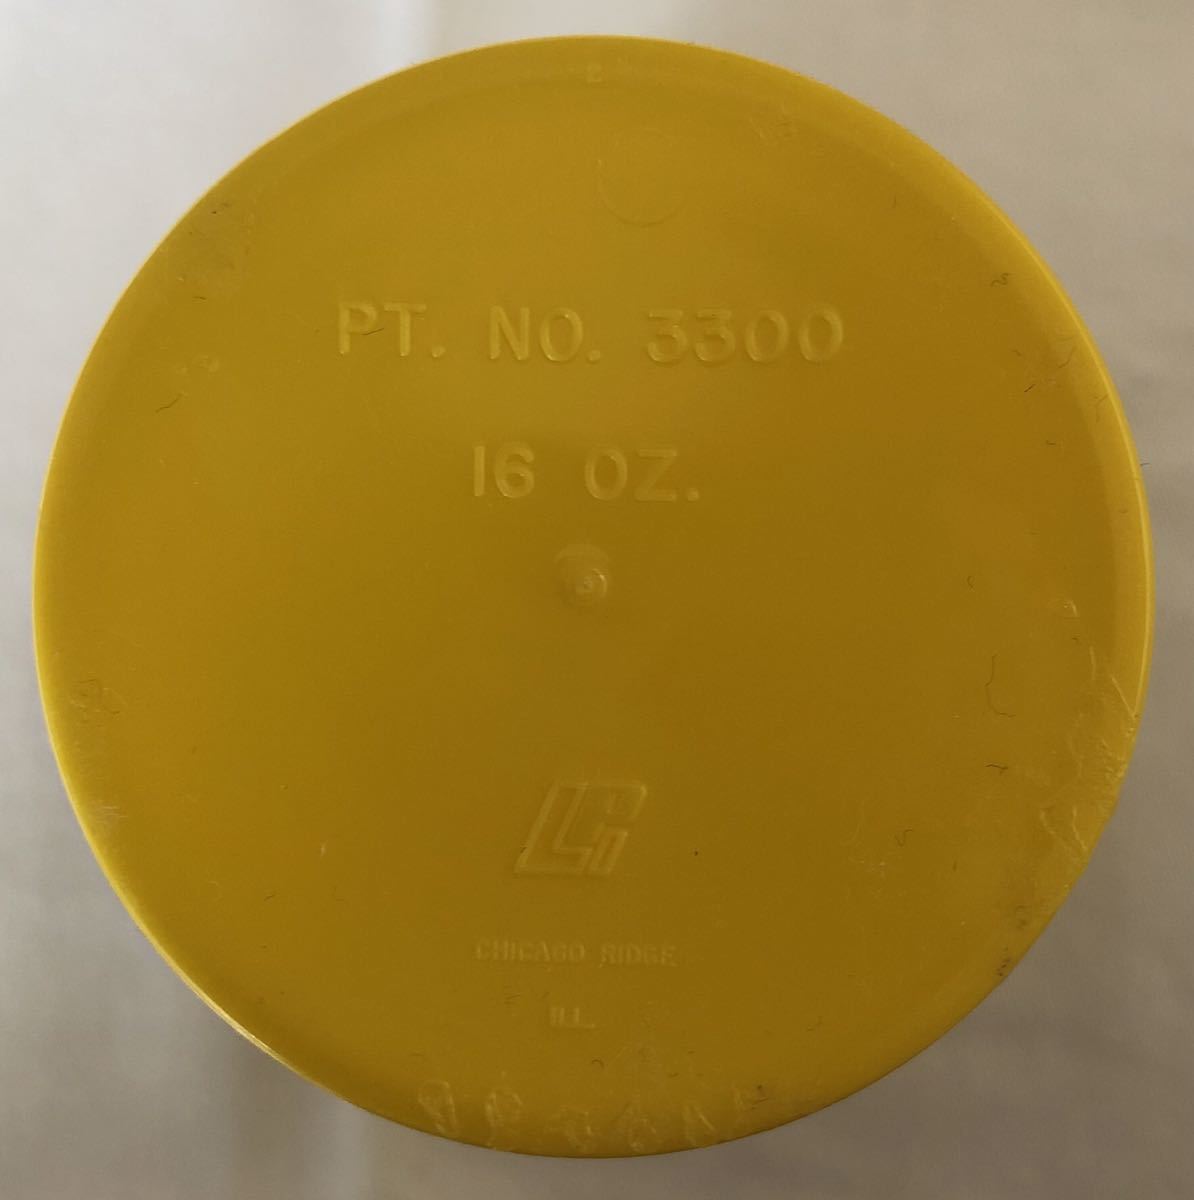 PT. NO. 3300
16 OZ.
CHICAGO RIDGE
ILL.